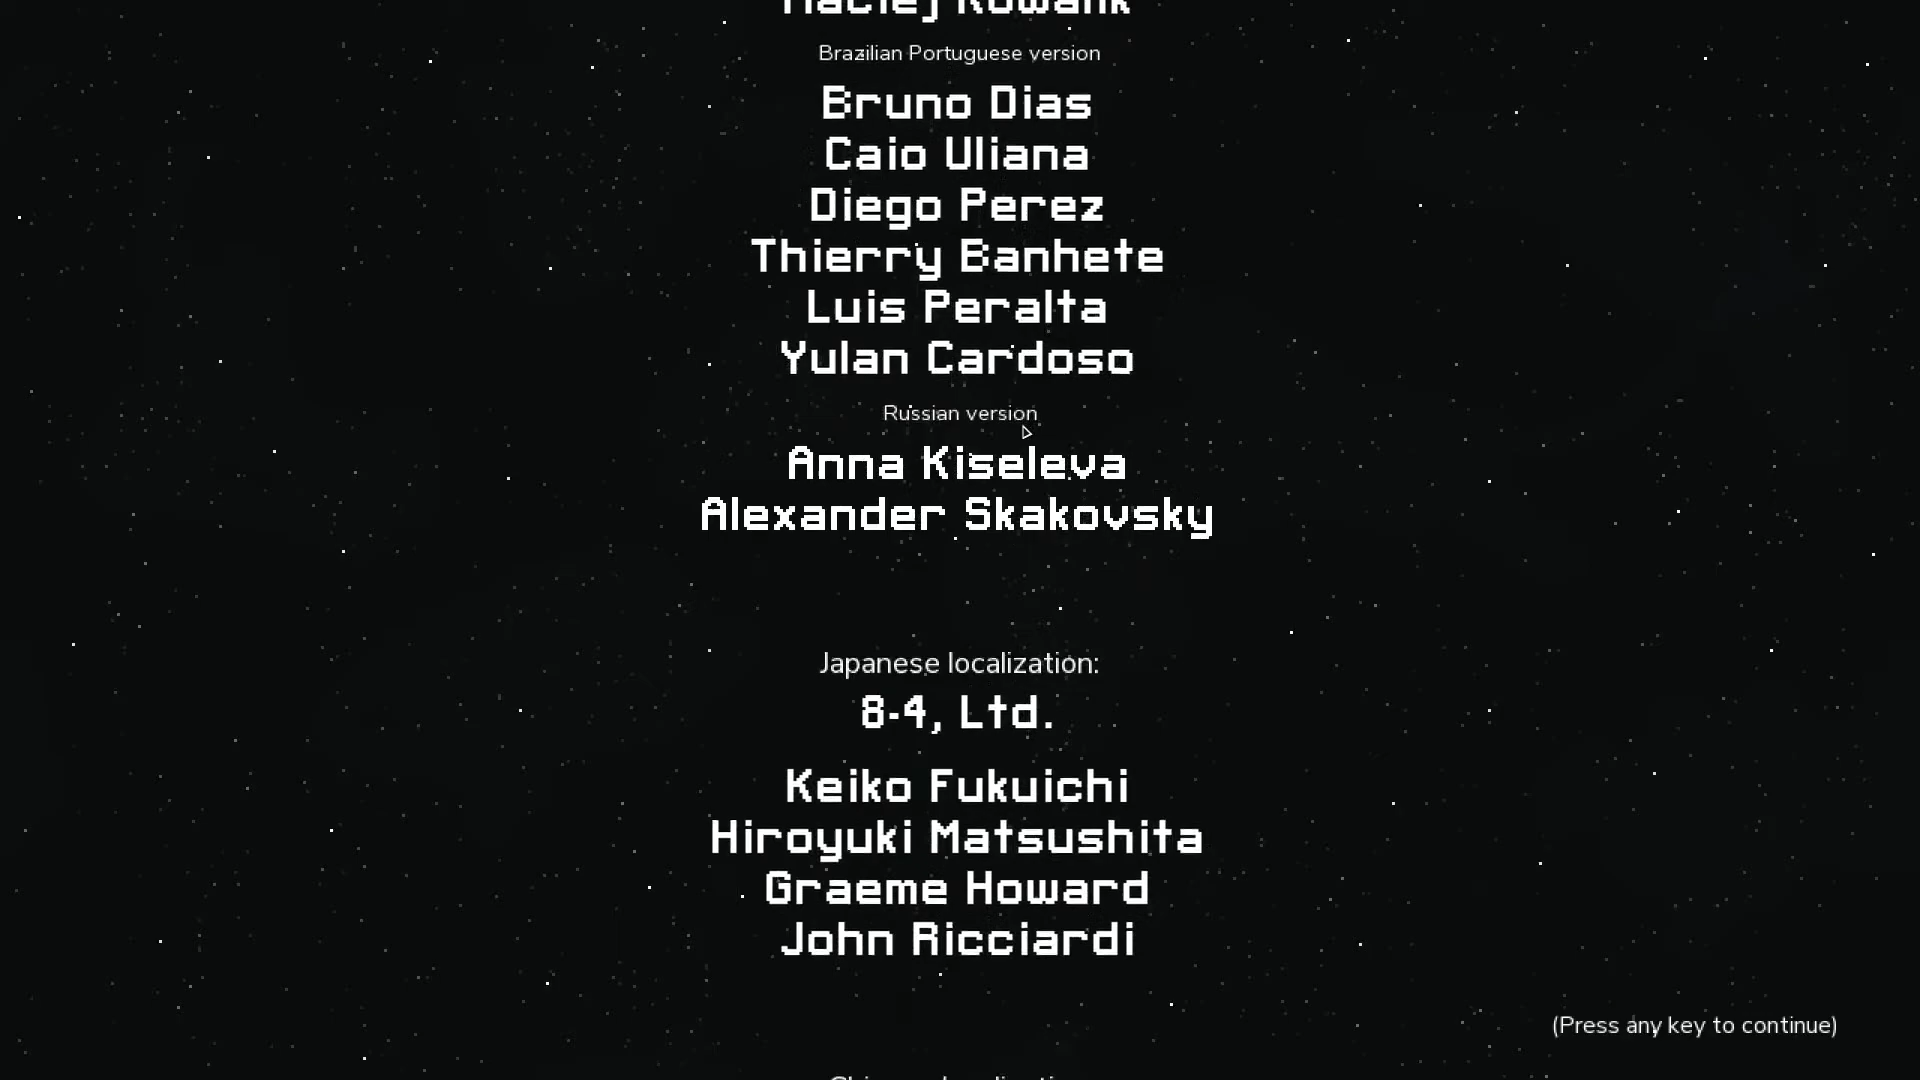 Brazilian Portuguese version
Bruno Dias
Caio Uliana
Diego Perez
Thierry Banhete
Luis Peralta
Yulan Cardoso
Russian version
Anna Kiseleva
Alexander Skakovsky
Japanese localization:
8-4, Ltd.
Keiko Fukuichi
Hiroyuki Matsushita
Graeme Howard
John Ricciardi
(Press any key to continue)